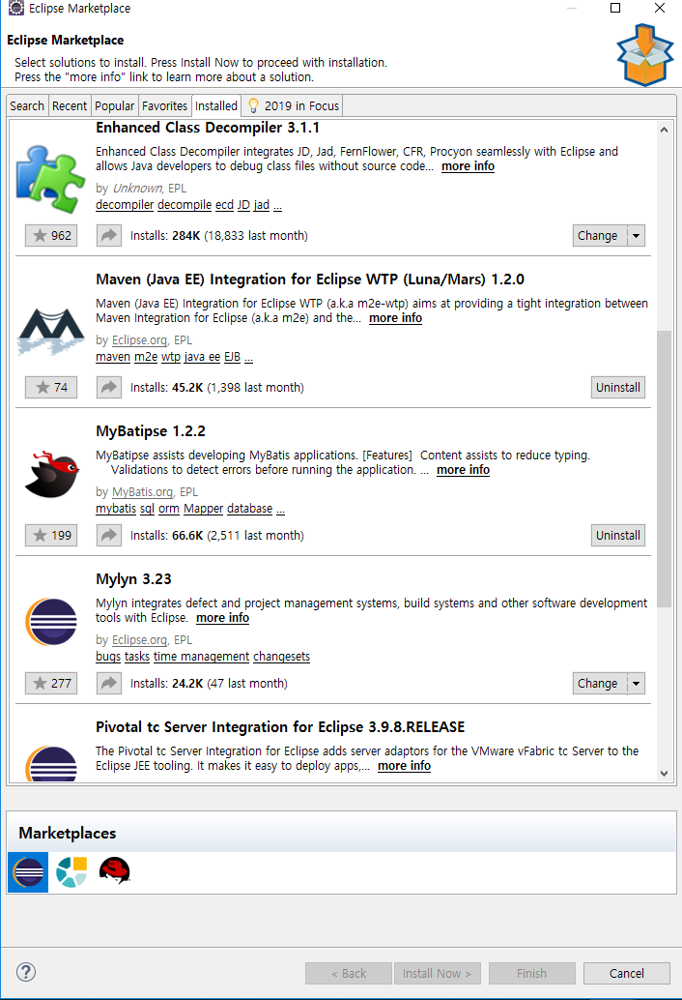 Eclipse Marketplace
Eclipse Marketplace
Select solutions to install. Press Install Now to proceed with installation.
Press the "more info" link to learn more about a solution.
Search Recent Popular Favorites Installed 2019 in Focus
Enhanced Class Decompiler 3.1.1
Enhanced Class Decompiler integrates JD, Jad, FernFlower, CFR, Procyon seamlessly with Eclipse and
allows Java developers to debug class files without source code... more info
by Unknown, EPL
decompiler decompile ecd JD jad ...
962 Installs: 284K (18,833 last month) Change
Maven (Java EE) Integration for Eclipse WTP (Luna/Mars) 1.2.0
Maven (Java EE) Integration for Eclipse WTP (a.k.a m2e-wtp) aims at providing a tight integration between
Maven Integration for Eclipse (a.k.a m2e) and the... more info
by Eclipse.org, EPL
maven m2e wtp java ee EJB ...
74 Installs: 45.2K (1,398 last month) Uninstall
MyBatipse 1.2.2
MyBatipse assists developing MyBatis applications. [Features] Content assists to reduce typing.
Validations to detect errors before running the application. ... more info
by MyBatis.org, EPL
mybatis sql orm Mapper database ...
199 Installs: 66.6K (2,511 last month) Uninstall
Mylyn 3.23
Mylyn integrates defect and project management systems, build systems and other software development
tools with Eclipse. more info
by Eclipse.org, EPL
bugs tasks time management changesets
277 Installs: 24.2K (47 last month) Change
Pivotal tc Server Integration for Eclipse 3.9.8.RELEASE
The Pivotal tc Server Integration for Eclipse adds server adaptors for the VMware vFabric tc Server to the
Eclipse JEE tooling. It makes it easy to deploy apps,... more info
Marketplaces
? < Back Install Now > Finish Cancel